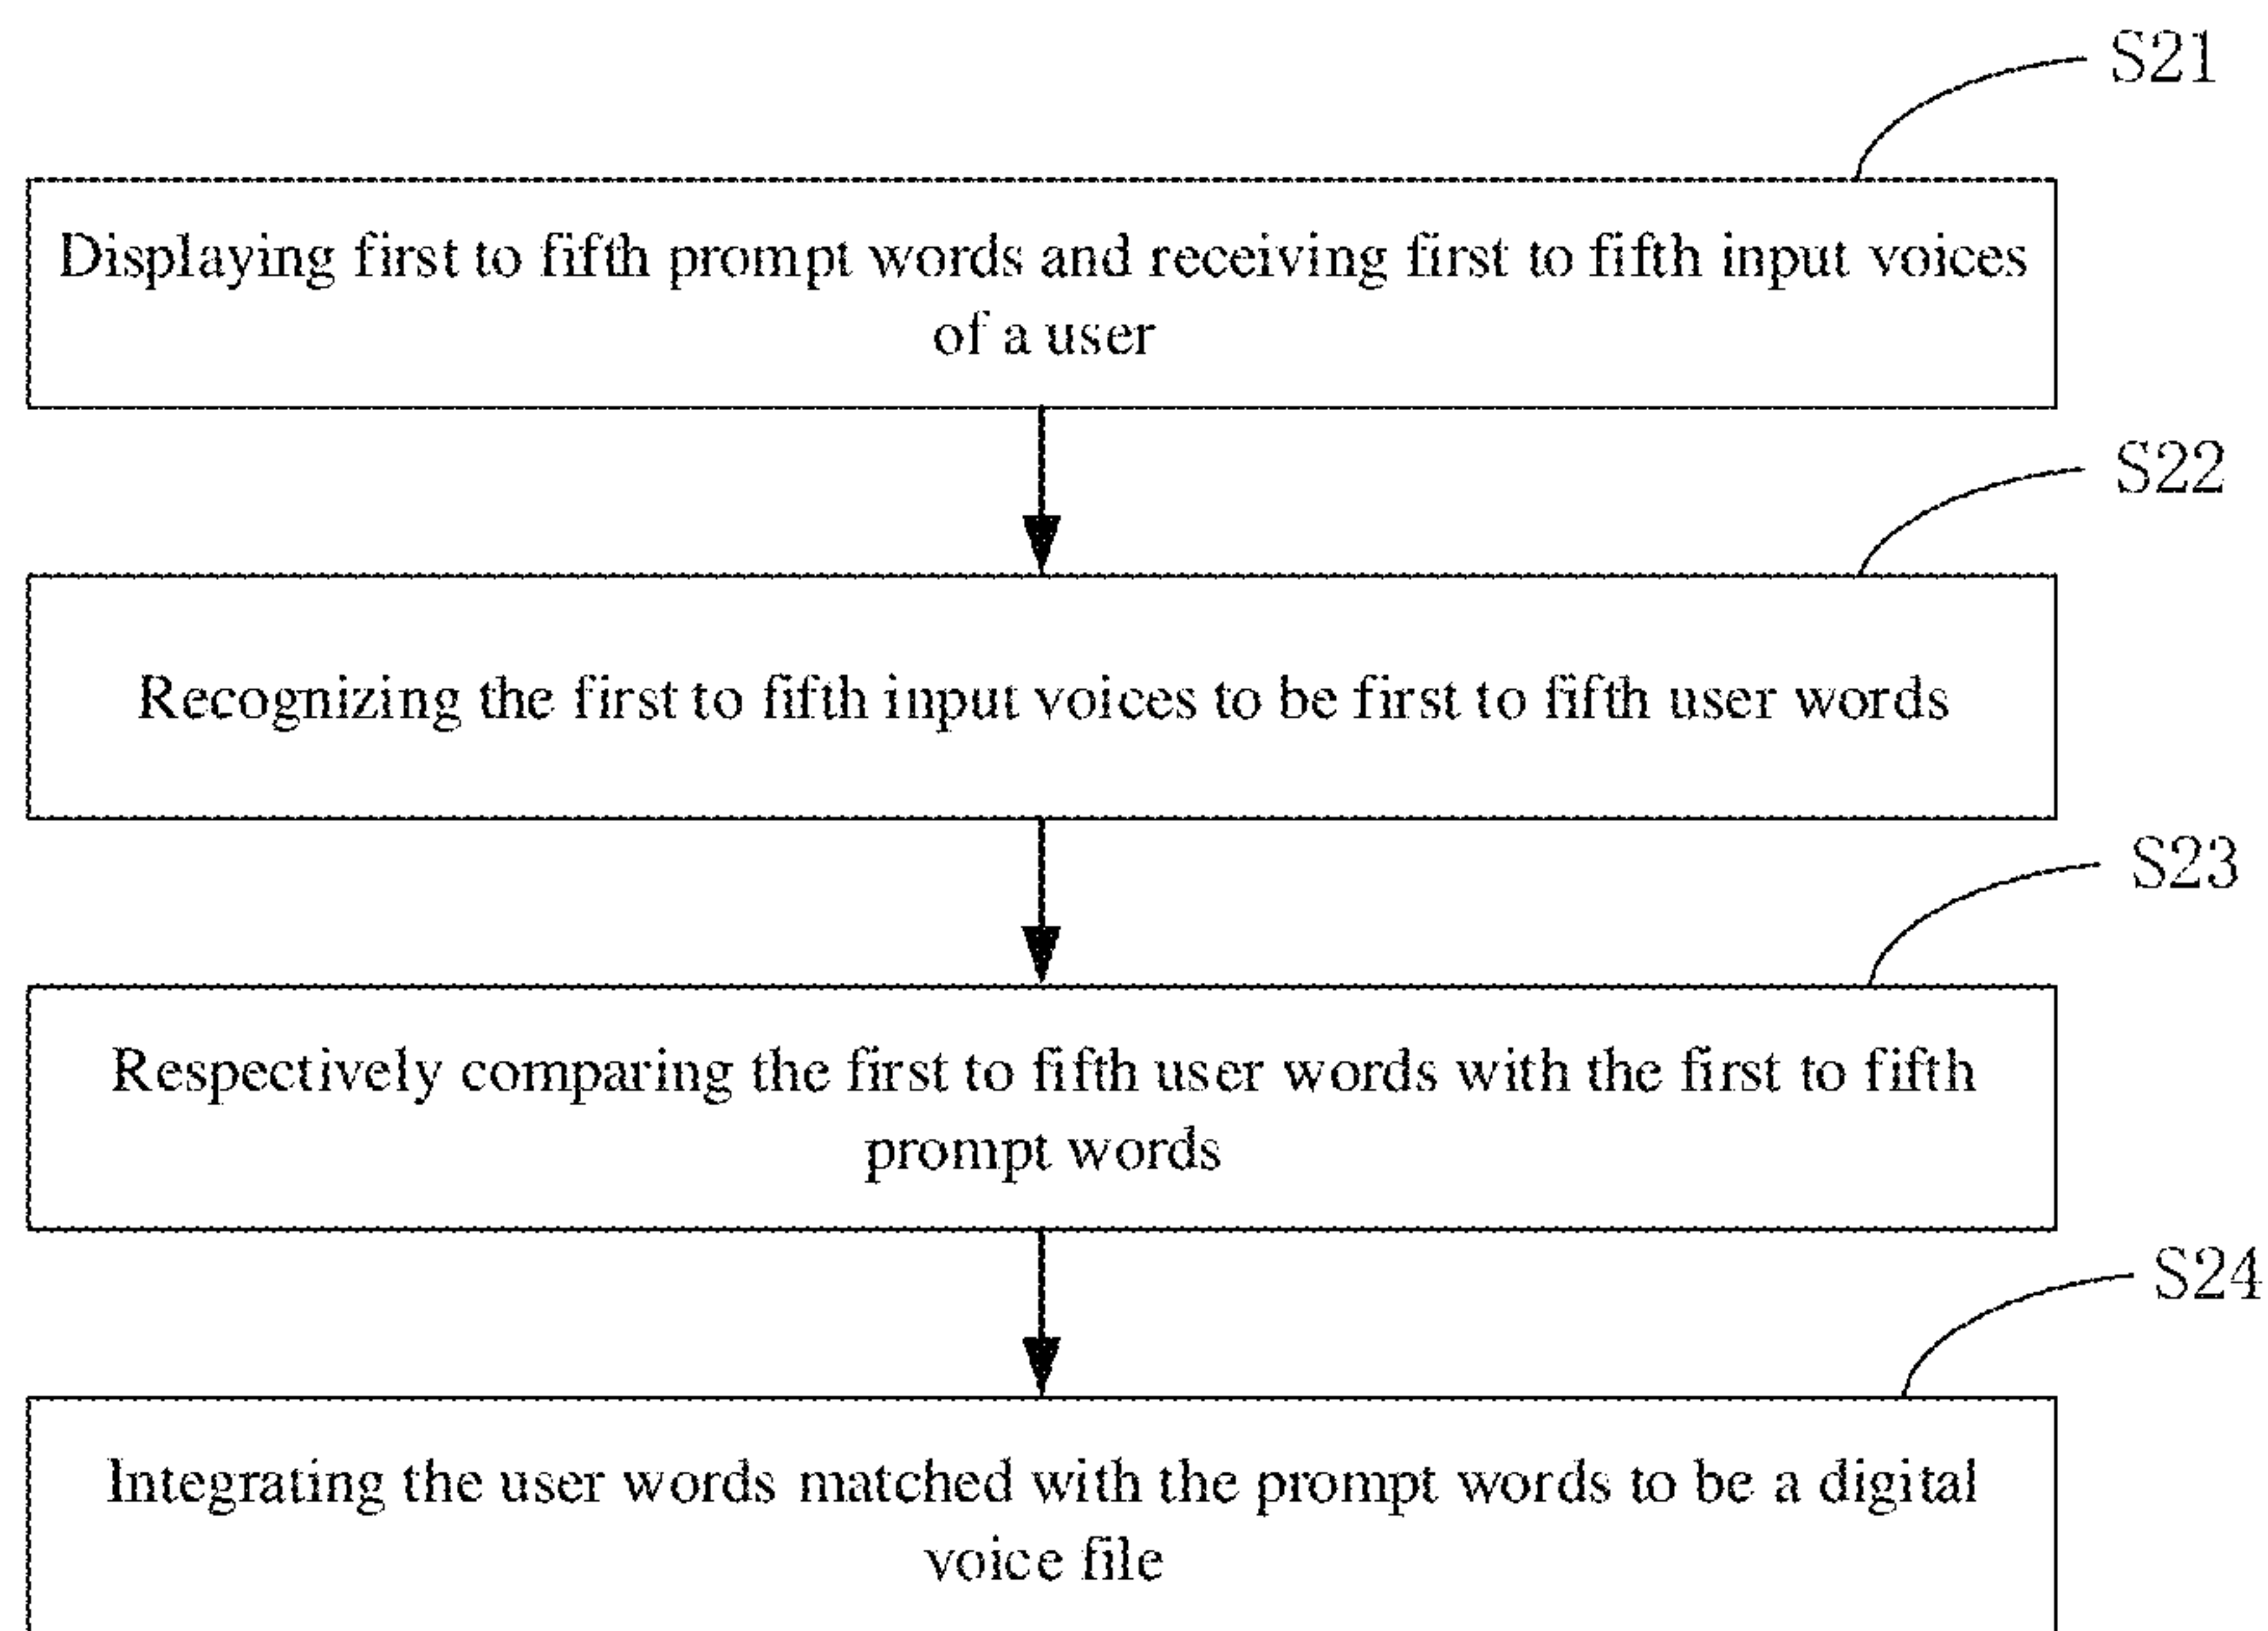 S21
Displaying first to fifth prompt words and receiving first to fifth input voices
of a user
S22
Recognizing the first to fifth input voices to be first to fifth user words
S23
Respectively comparing the first to fifth user words with the first to fifth
prompt words
S24
Integrating the user words matched with the prompt words to be a digital
voice file